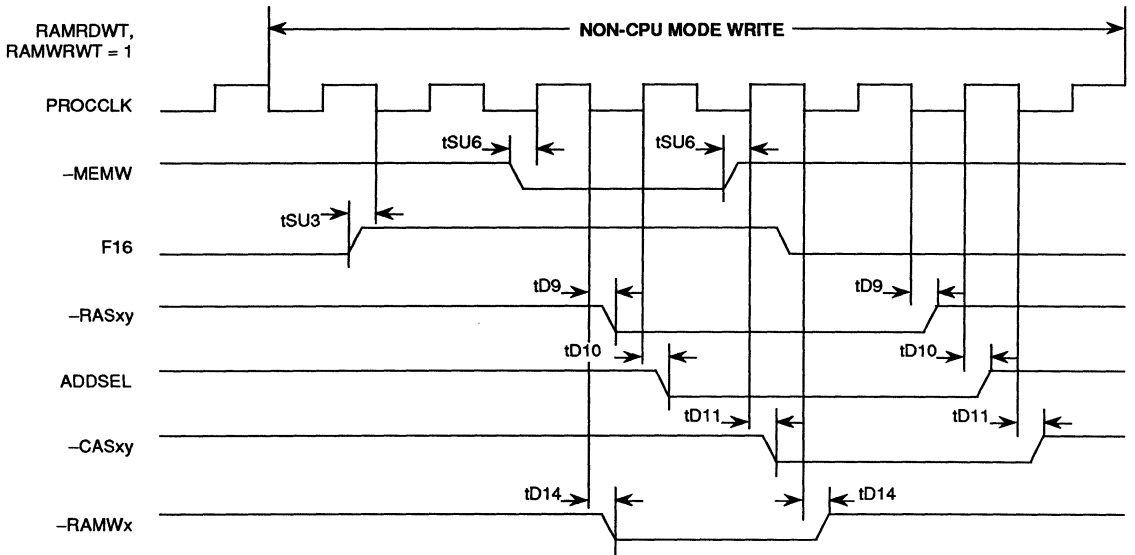 RAMRDWT,
RAMWRWT = 1
NON-CPU MODE WRITE
PROCCLK
tSU6
tSU6
–MEMW
tSU3
F16
tD9
tD9
–RASxy
tD10
tD10
ADDSEL
tD11
tD11
–CASxy
tD14
tD14
–RAMWx